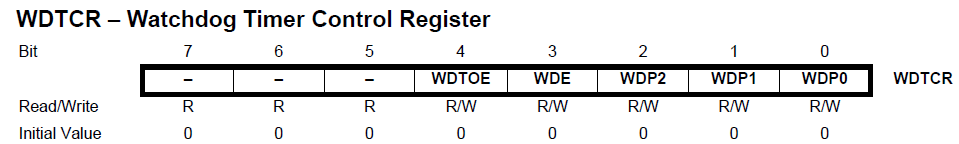 WDTCR – Watchdog Timer Control Register
Bit 7 6 5 4 3 2 1 0
– – – WDTOE WDE WDP2 WDP1 WDP0 WDTCR
Read/Write R R R R/W R/W R/W R/W R/W
Initial Value 0 0 0 0 0 0 0 0